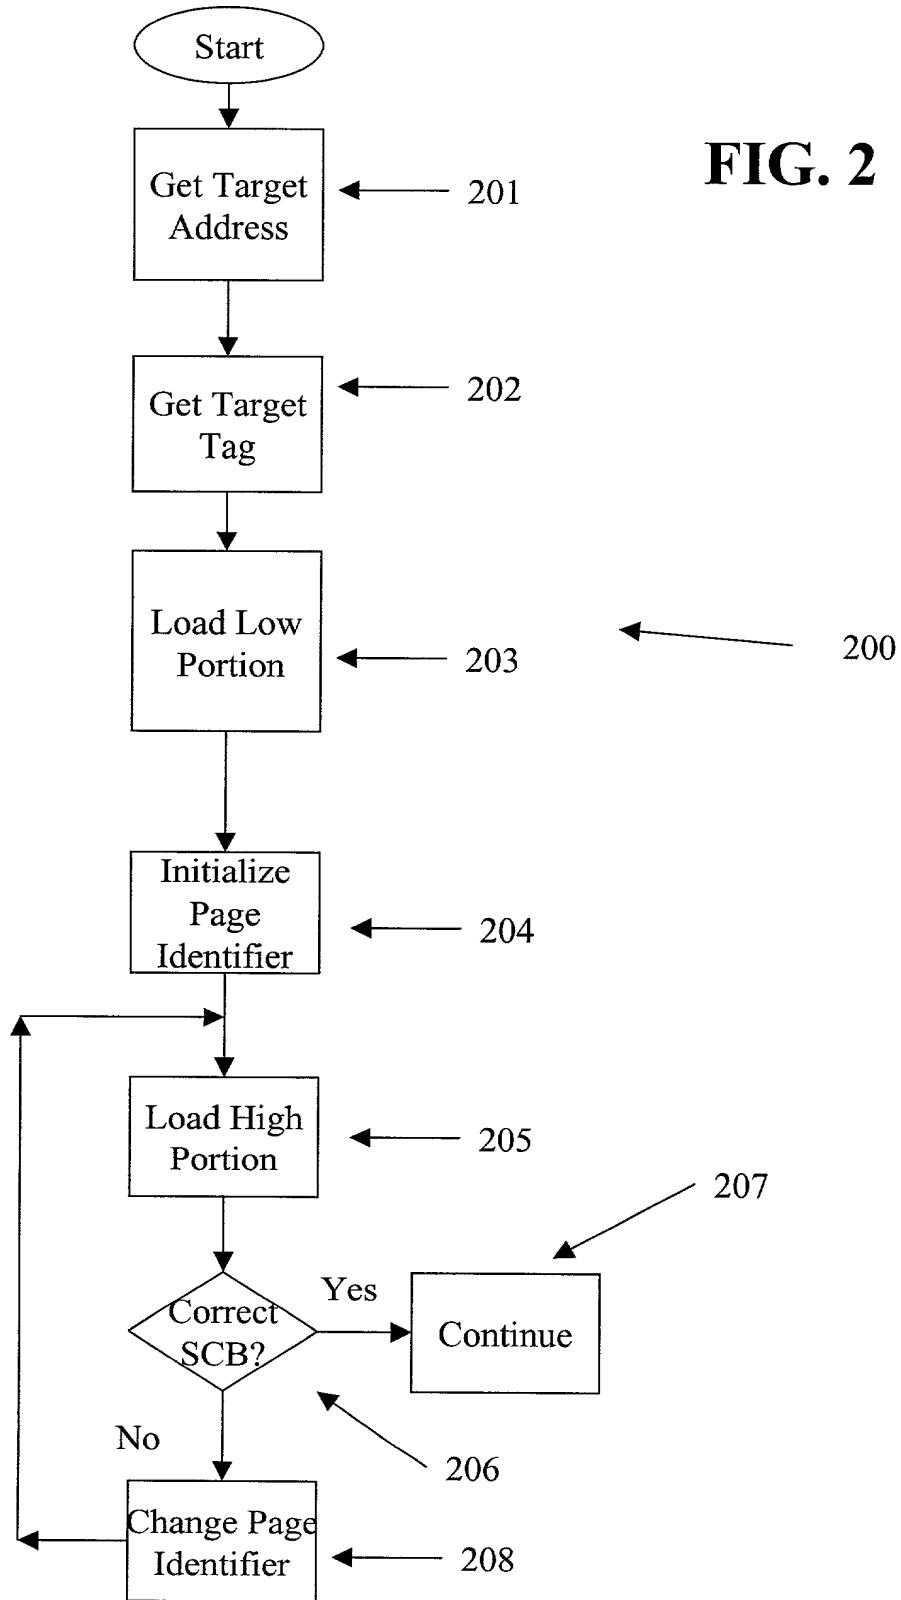 Start
FIG. 2
Get Target
Address
201
Get Target
Tag
202
Load Low
Portion
203
200
Initialize
Page
Identifier
204
Load High
Portion
205
207
Correct
SCB?
Yes
Continue
No
206
Change Page
Identifier
208